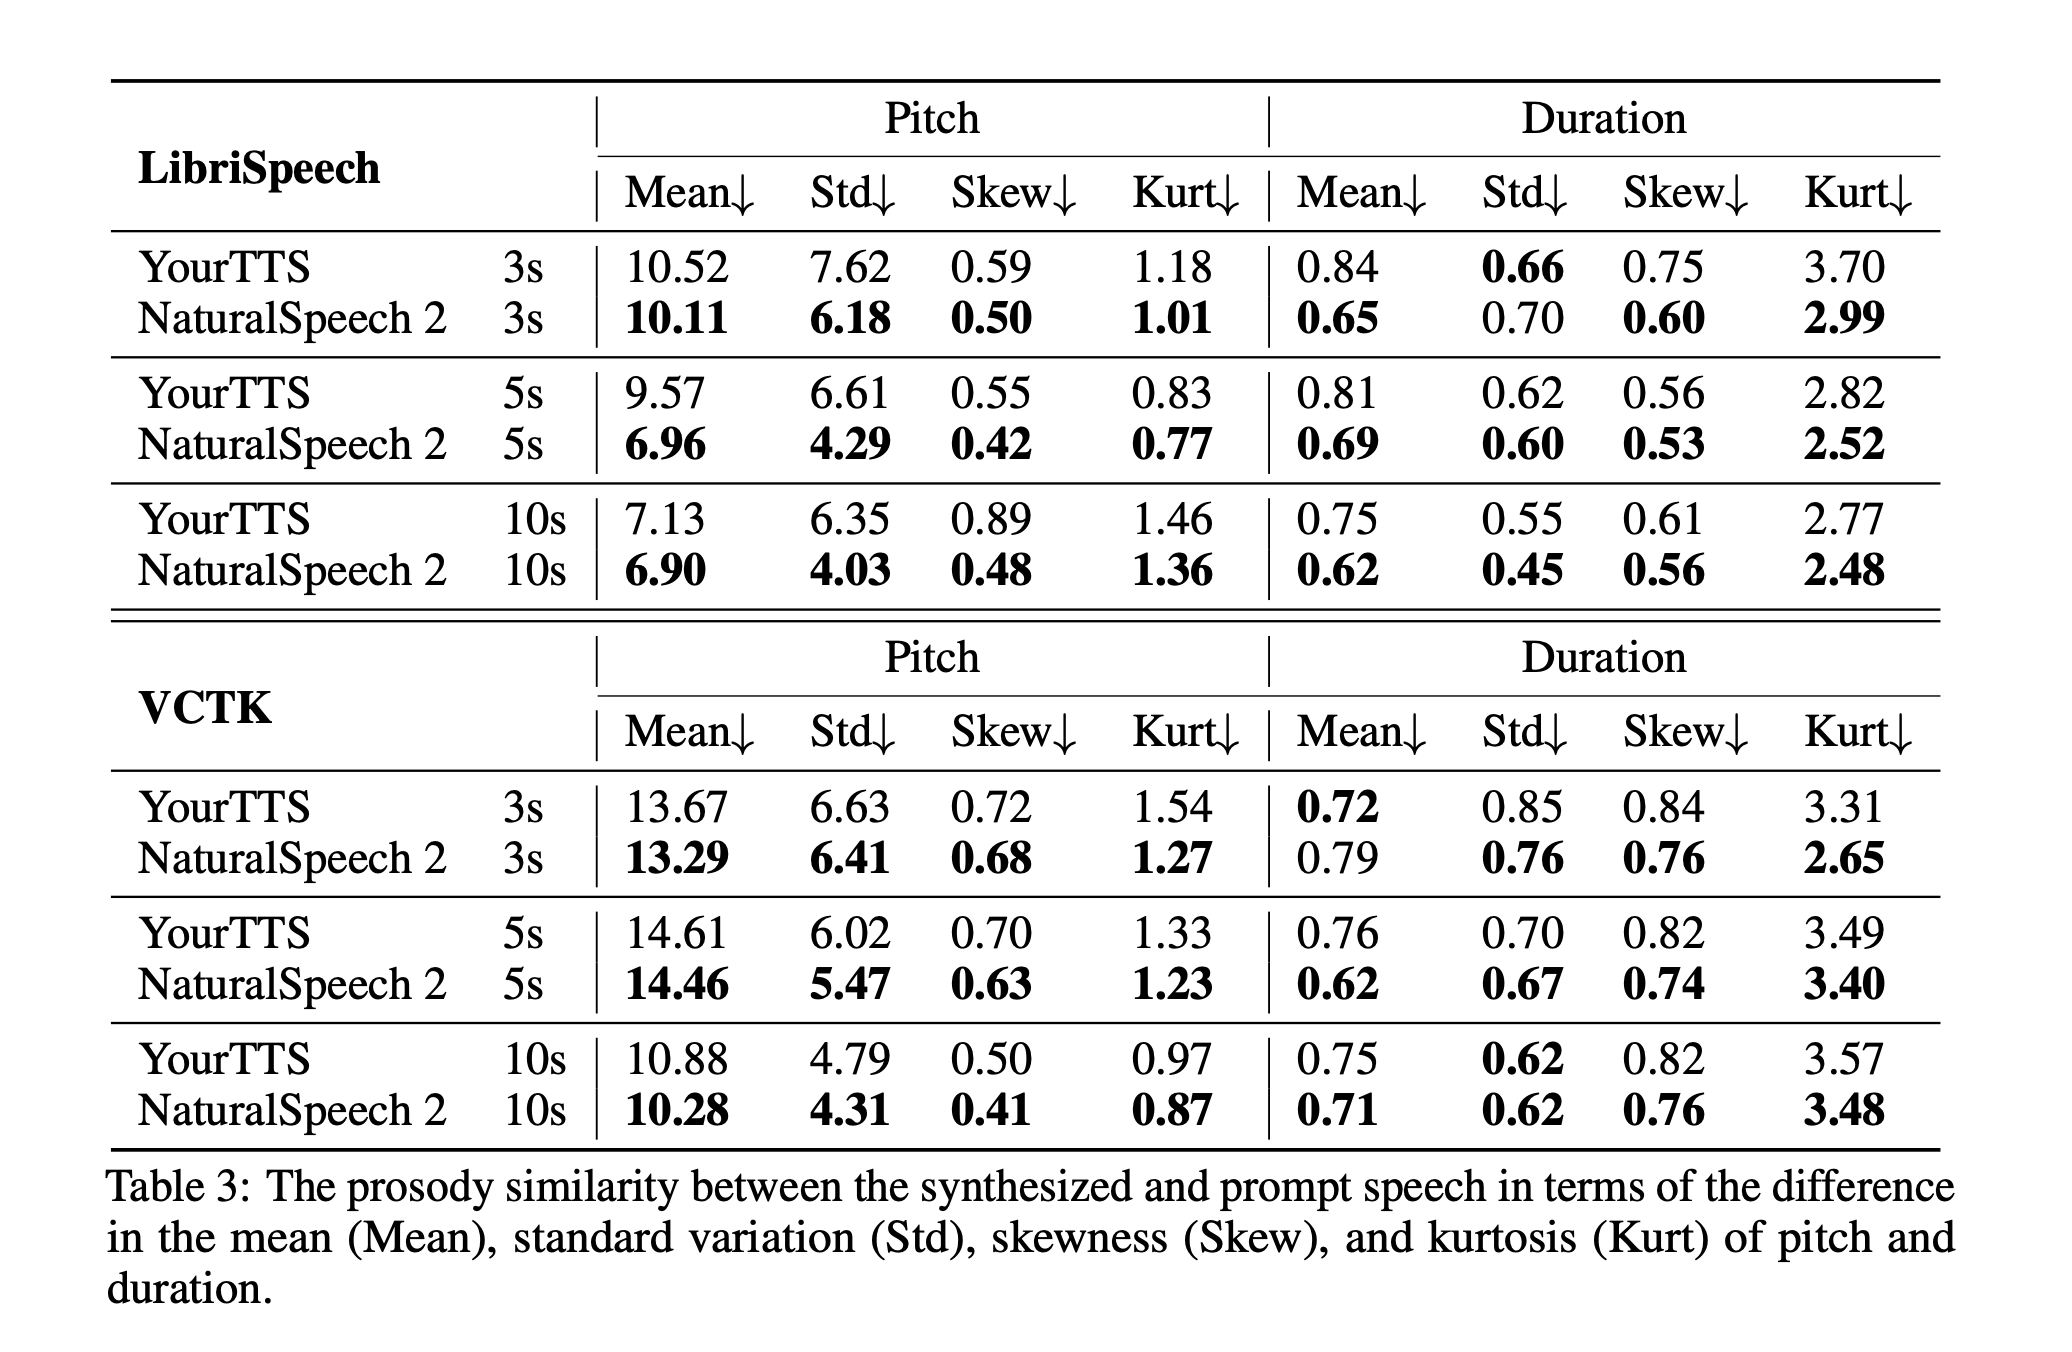 Pitch Duration
LibriSpeech
Mean↓ Std↓ Skew↓ Kurt↓ Mean↓ Std↓ Skew↓ Kurt↓
YourTTS 3s 10.52 7.62 0.59 1.18 0.84 0.66 0.75 3.70
NaturalSpeech 2 3s 10.11 6.18 0.50 1.01 0.65 0.70 0.60 2.99
YourTTS 5s 9.57 6.61 0.55 0.83 0.81 0.62 0.56 2.82
NaturalSpeech 2 5s 6.96 4.29 0.42 0.77 0.69 0.60 0.53 2.52
YourTTS 10s 7.13 6.35 0.89 1.46 0.75 0.55 0.61 2.77
NaturalSpeech 2 10s 6.90 4.03 0.48 1.36 0.62 0.45 0.56 2.48
Pitch Duration
VCTK
Mean↓ Std↓ Skew↓ Kurt↓ Mean↓ Std↓ Skew↓ Kurt↓
YourTTS 3s 13.67 6.63 0.72 1.54 0.72 0.85 0.84 3.31
NaturalSpeech 2 3s 13.29 6.41 0.68 1.27 0.79 0.76 0.76 2.65
YourTTS 5s 14.61 6.02 0.70 1.33 0.76 0.70 0.82 3.49
NaturalSpeech 2 5s 14.46 5.47 0.63 1.23 0.62 0.67 0.74 3.40
YourTTS 10s 10.88 4.79 0.50 0.97 0.75 0.62 0.82 3.57
NaturalSpeech 2 10s 10.28 4.31 0.41 0.87 0.71 0.62 0.76 3.48
Table 3: The prosody similarity between the synthesized and prompt speech in terms of the difference
in the mean (Mean), standard variation (Std), skewness (Skew), and kurtosis (Kurt) of pitch and
duration.